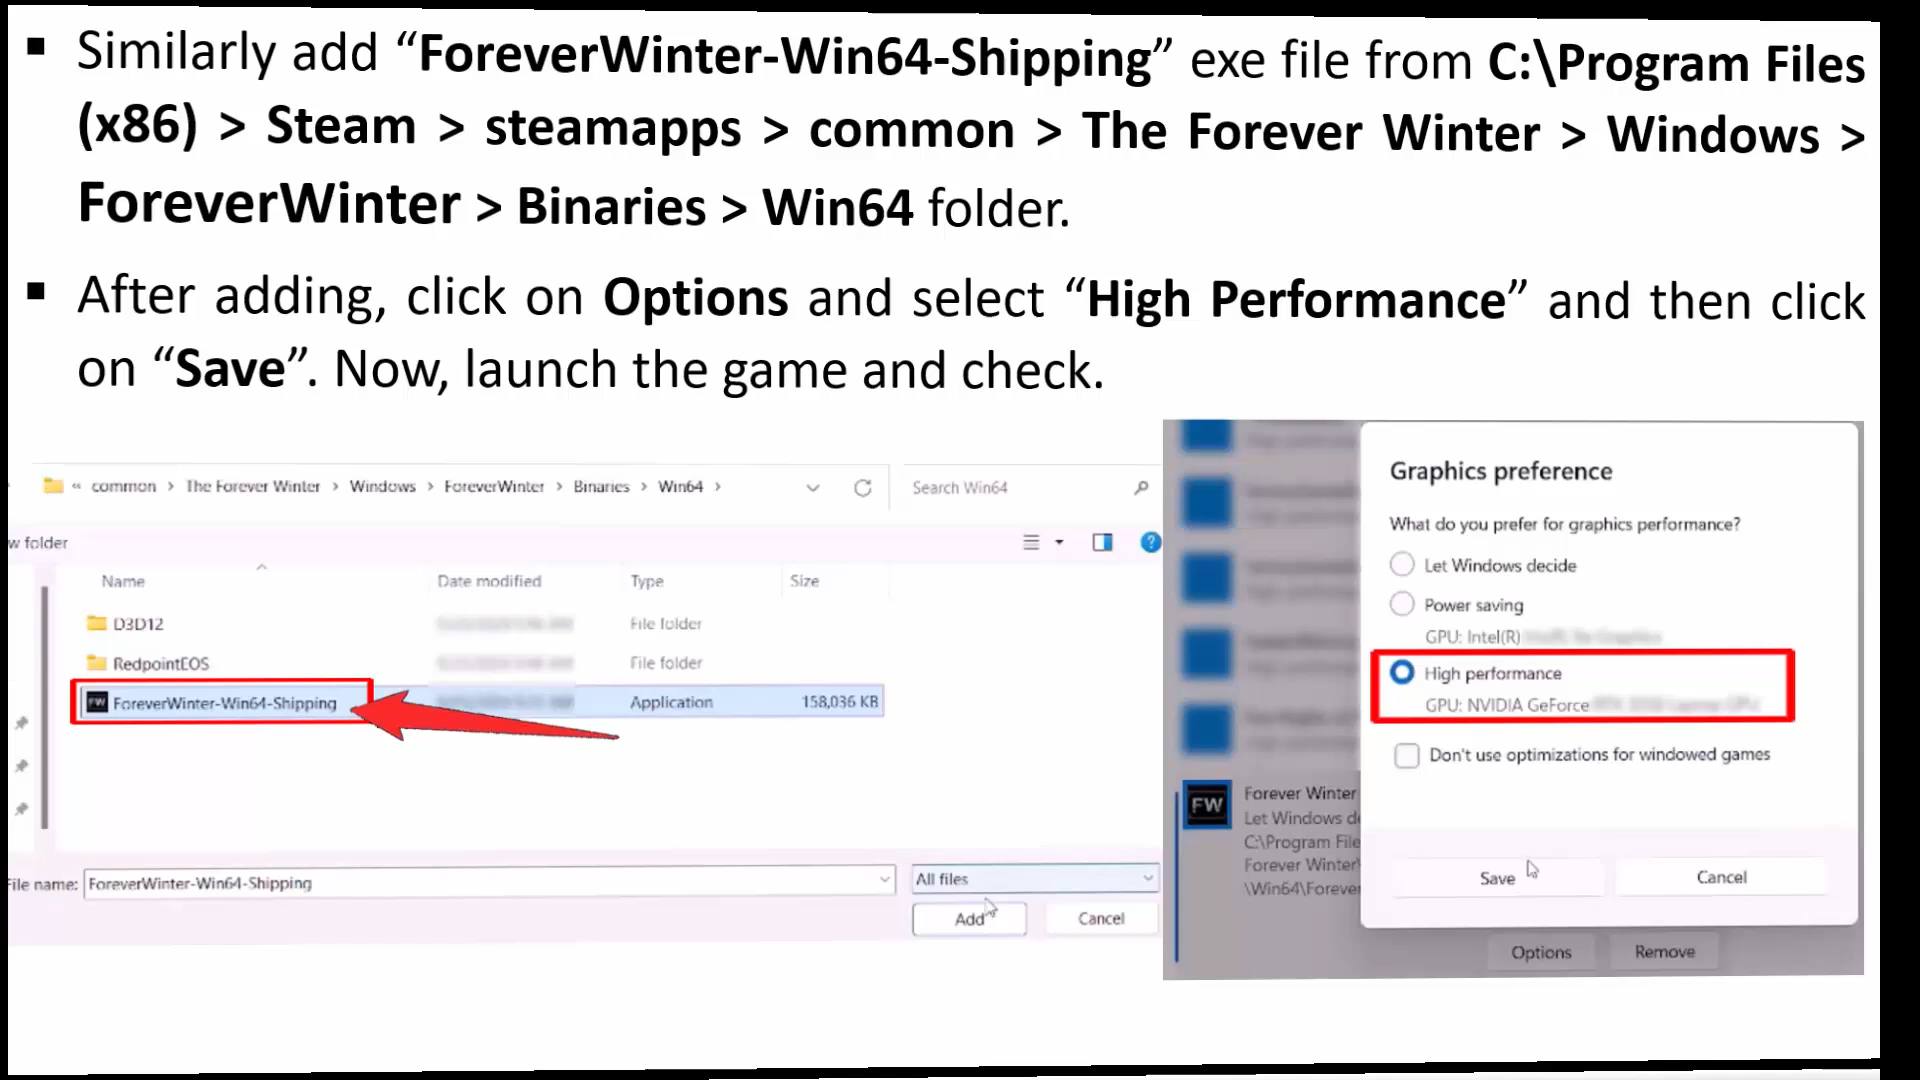 ▪ Similarly add “ForeverWinter-Win64-Shipping” exe file from C:\Program Files
(x86) > Steam > steamapps > common > The Forever Winter > Windows >
ForeverWinter > Binaries > Win64 folder.
▪ After adding, click on Options and select “High Performance” and then click
on “Save”. Now, launch the game and check.
« common > The Forever Winter > Windows > ForeverWinter > Binaries > Win64 >
Search Win64
w folder
Name Date modified Type Size
D3D12 File folder
RedpointEOS File folder
ForeverWinter-Win64-Shipping Application 158,036 KB
File name: ForeverWinter-Win64-Shipping
All files
Add Cancel
Graphics preference
What do you prefer for graphics performance?
Let Windows decide
Power saving
GPU: Intel(R)
High performance
GPU: NVIDIA GeForce
Don't use optimizations for windowed games
Save Cancel
FW
Forever Winter
Let Windows de
C:\Program File
Forever Winter\
\Win64\Forever
Options Remove